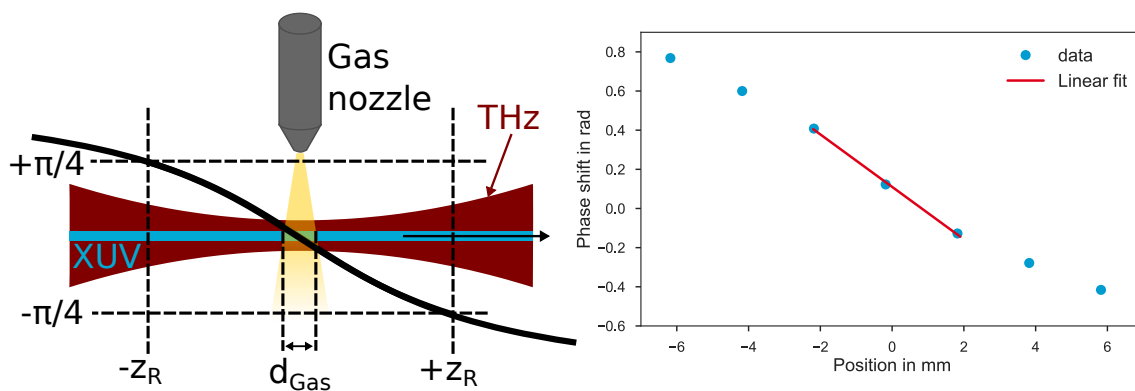 Gas
nozzle
THz
+π/4
XUV
-π/4
-z_R
d_Gas
+z_R
Phase shift in rad
0.8
0.6
0.4
0.2
0.0
−0.2
−0.4
−0.6
data
Linear fit
−6
−4
−2
0
2
4
6
Position in mm